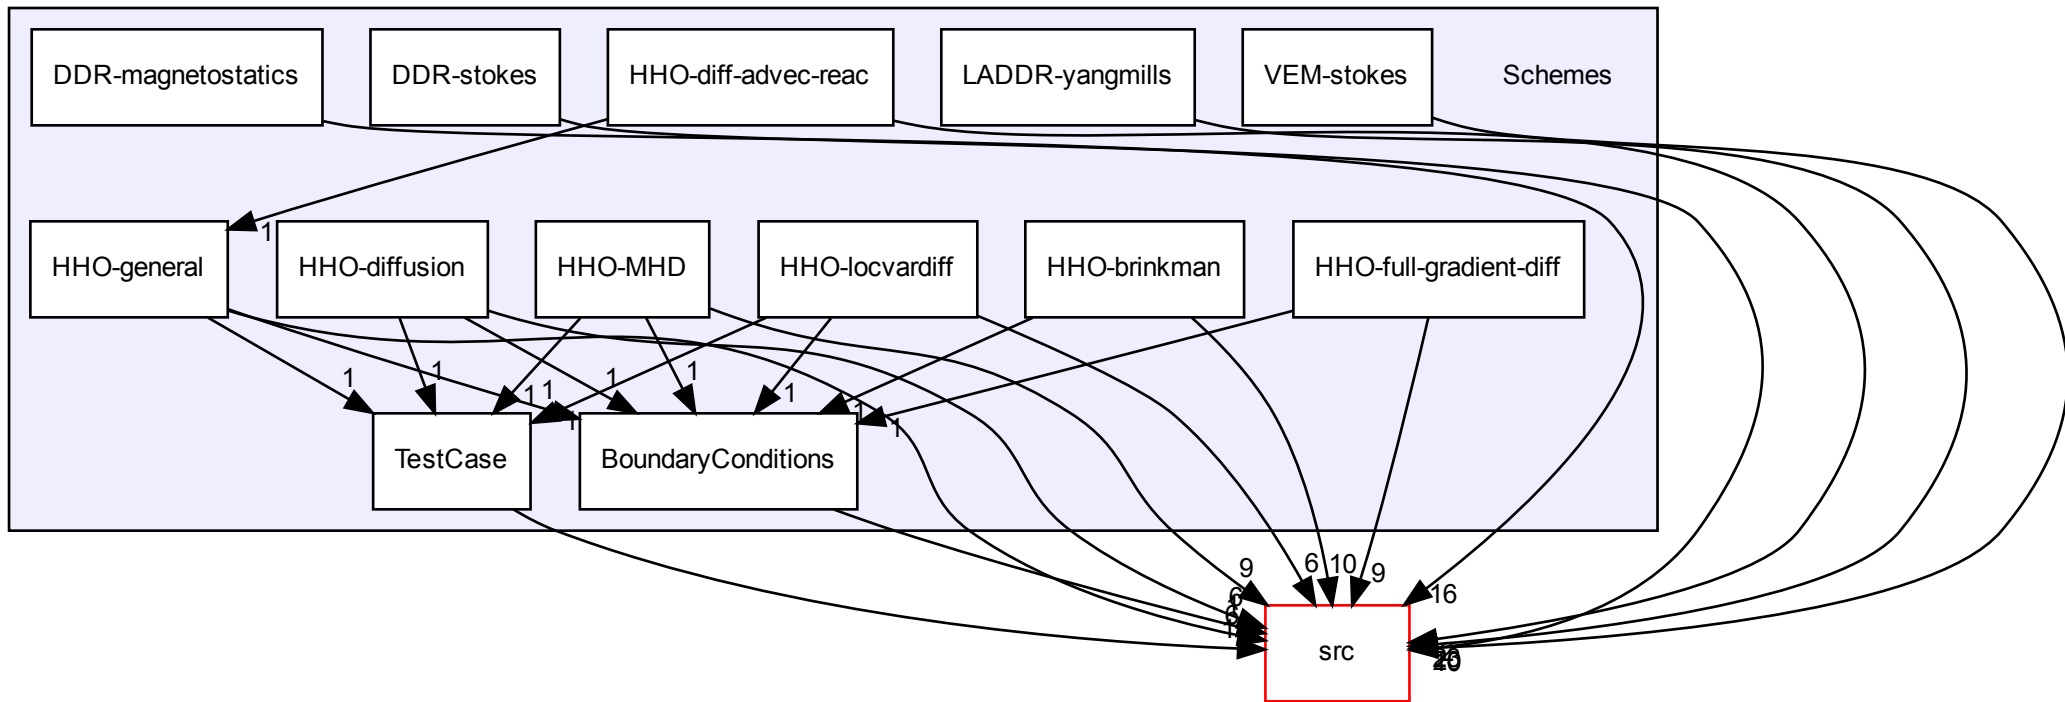 DDR-magnetostatics
DDR-stokes
HHO-diff-advec-reac
LADDR-yangmills
VEM-stokes
Schemes
1
HHO-general
HHO-diffusion
HHO-MHD
HHO-locvardiff
HHO-brinkman
HHO-full-gradient-diff
1
1
1
1
1
1
1
1
1
1
TestCase
BoundaryConditions
9
6
10
9
16
6
src